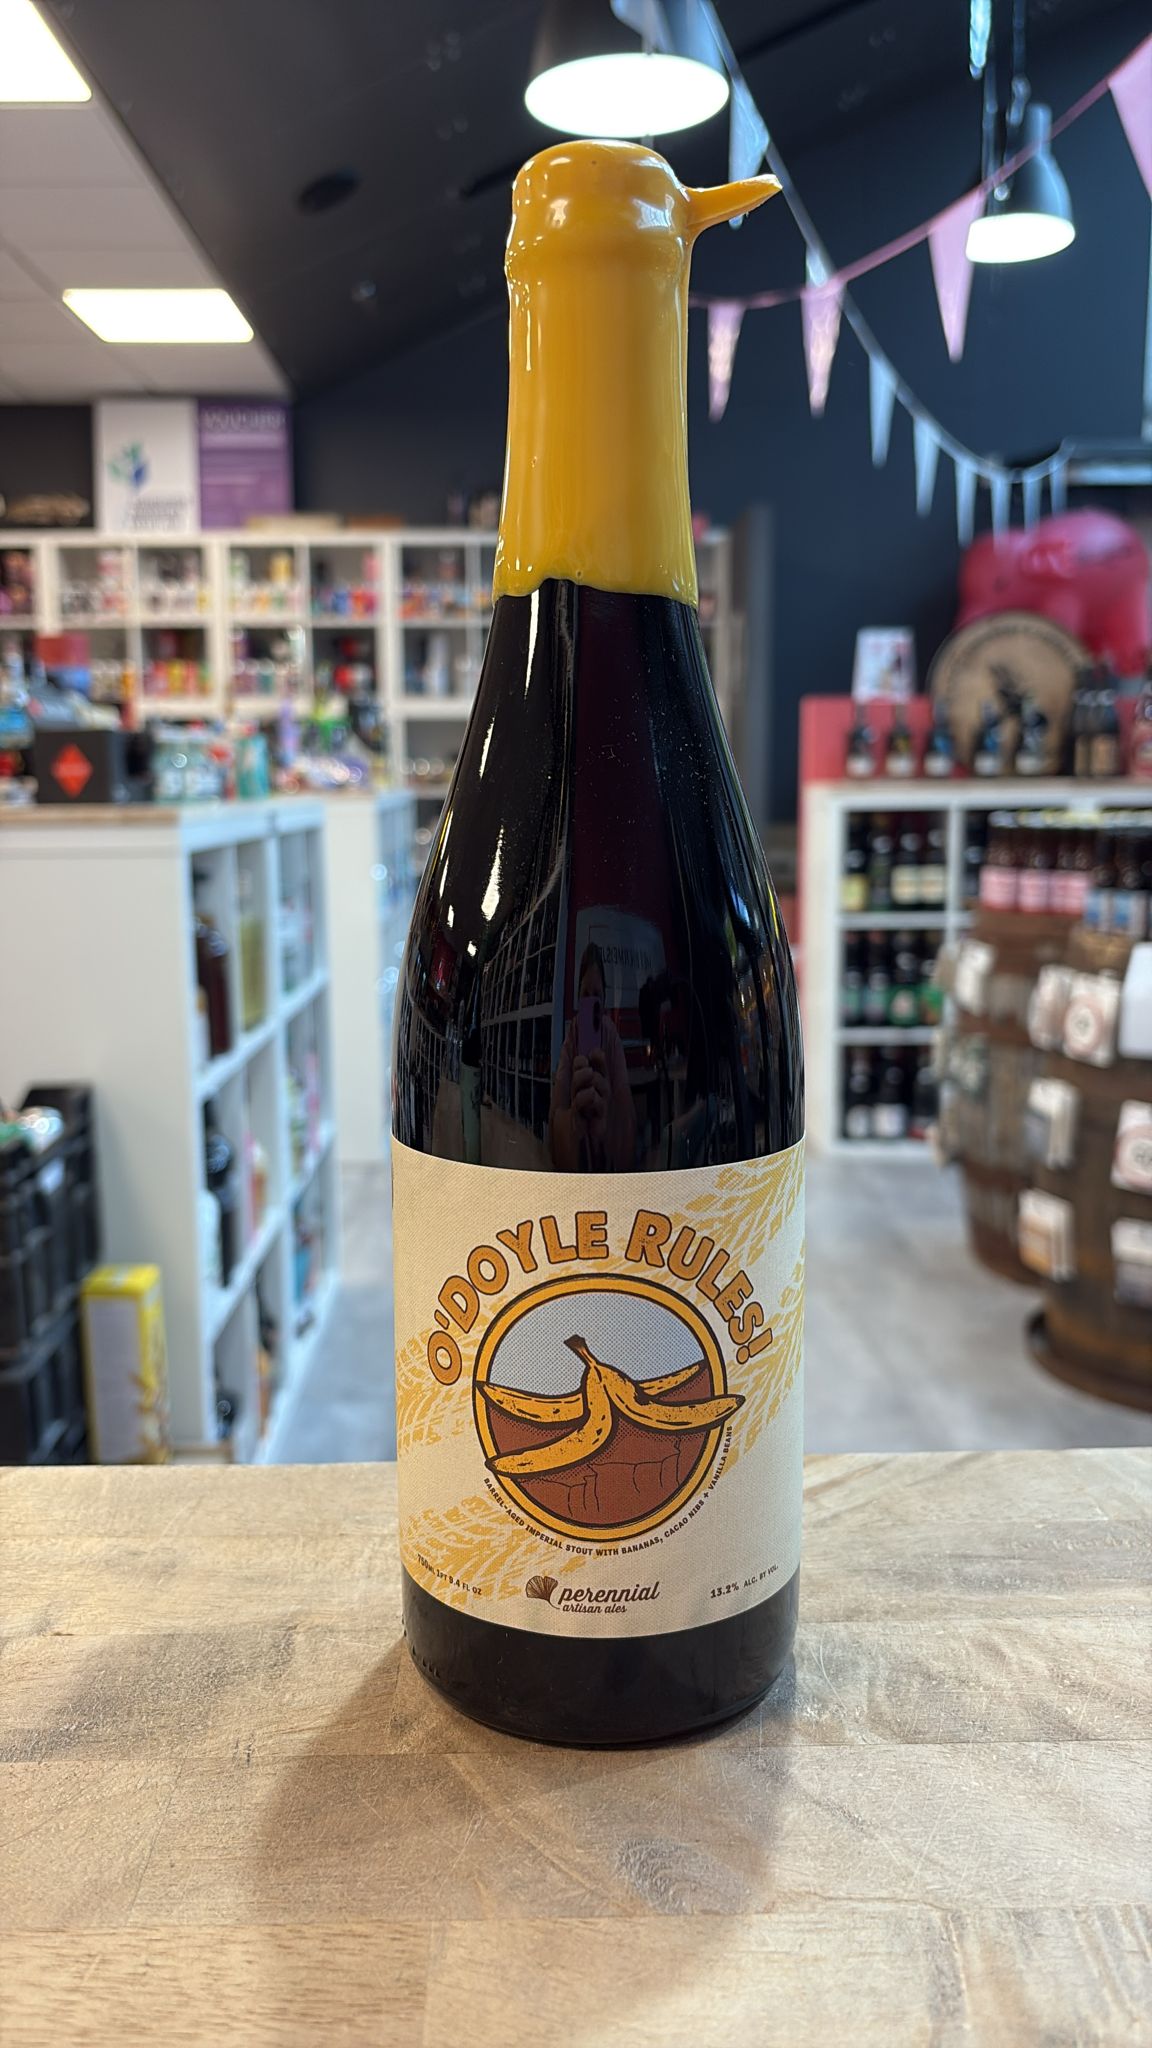 O'DOYLE RULES!
BARREL-AGED IMPERIAL STOUT WITH BANANAS, CACAO NIBS + VANILLA BEANS
750ML 1PT 9.4 FL OZ
perennial
artisan ales
13.2% ALC. BY VOL.